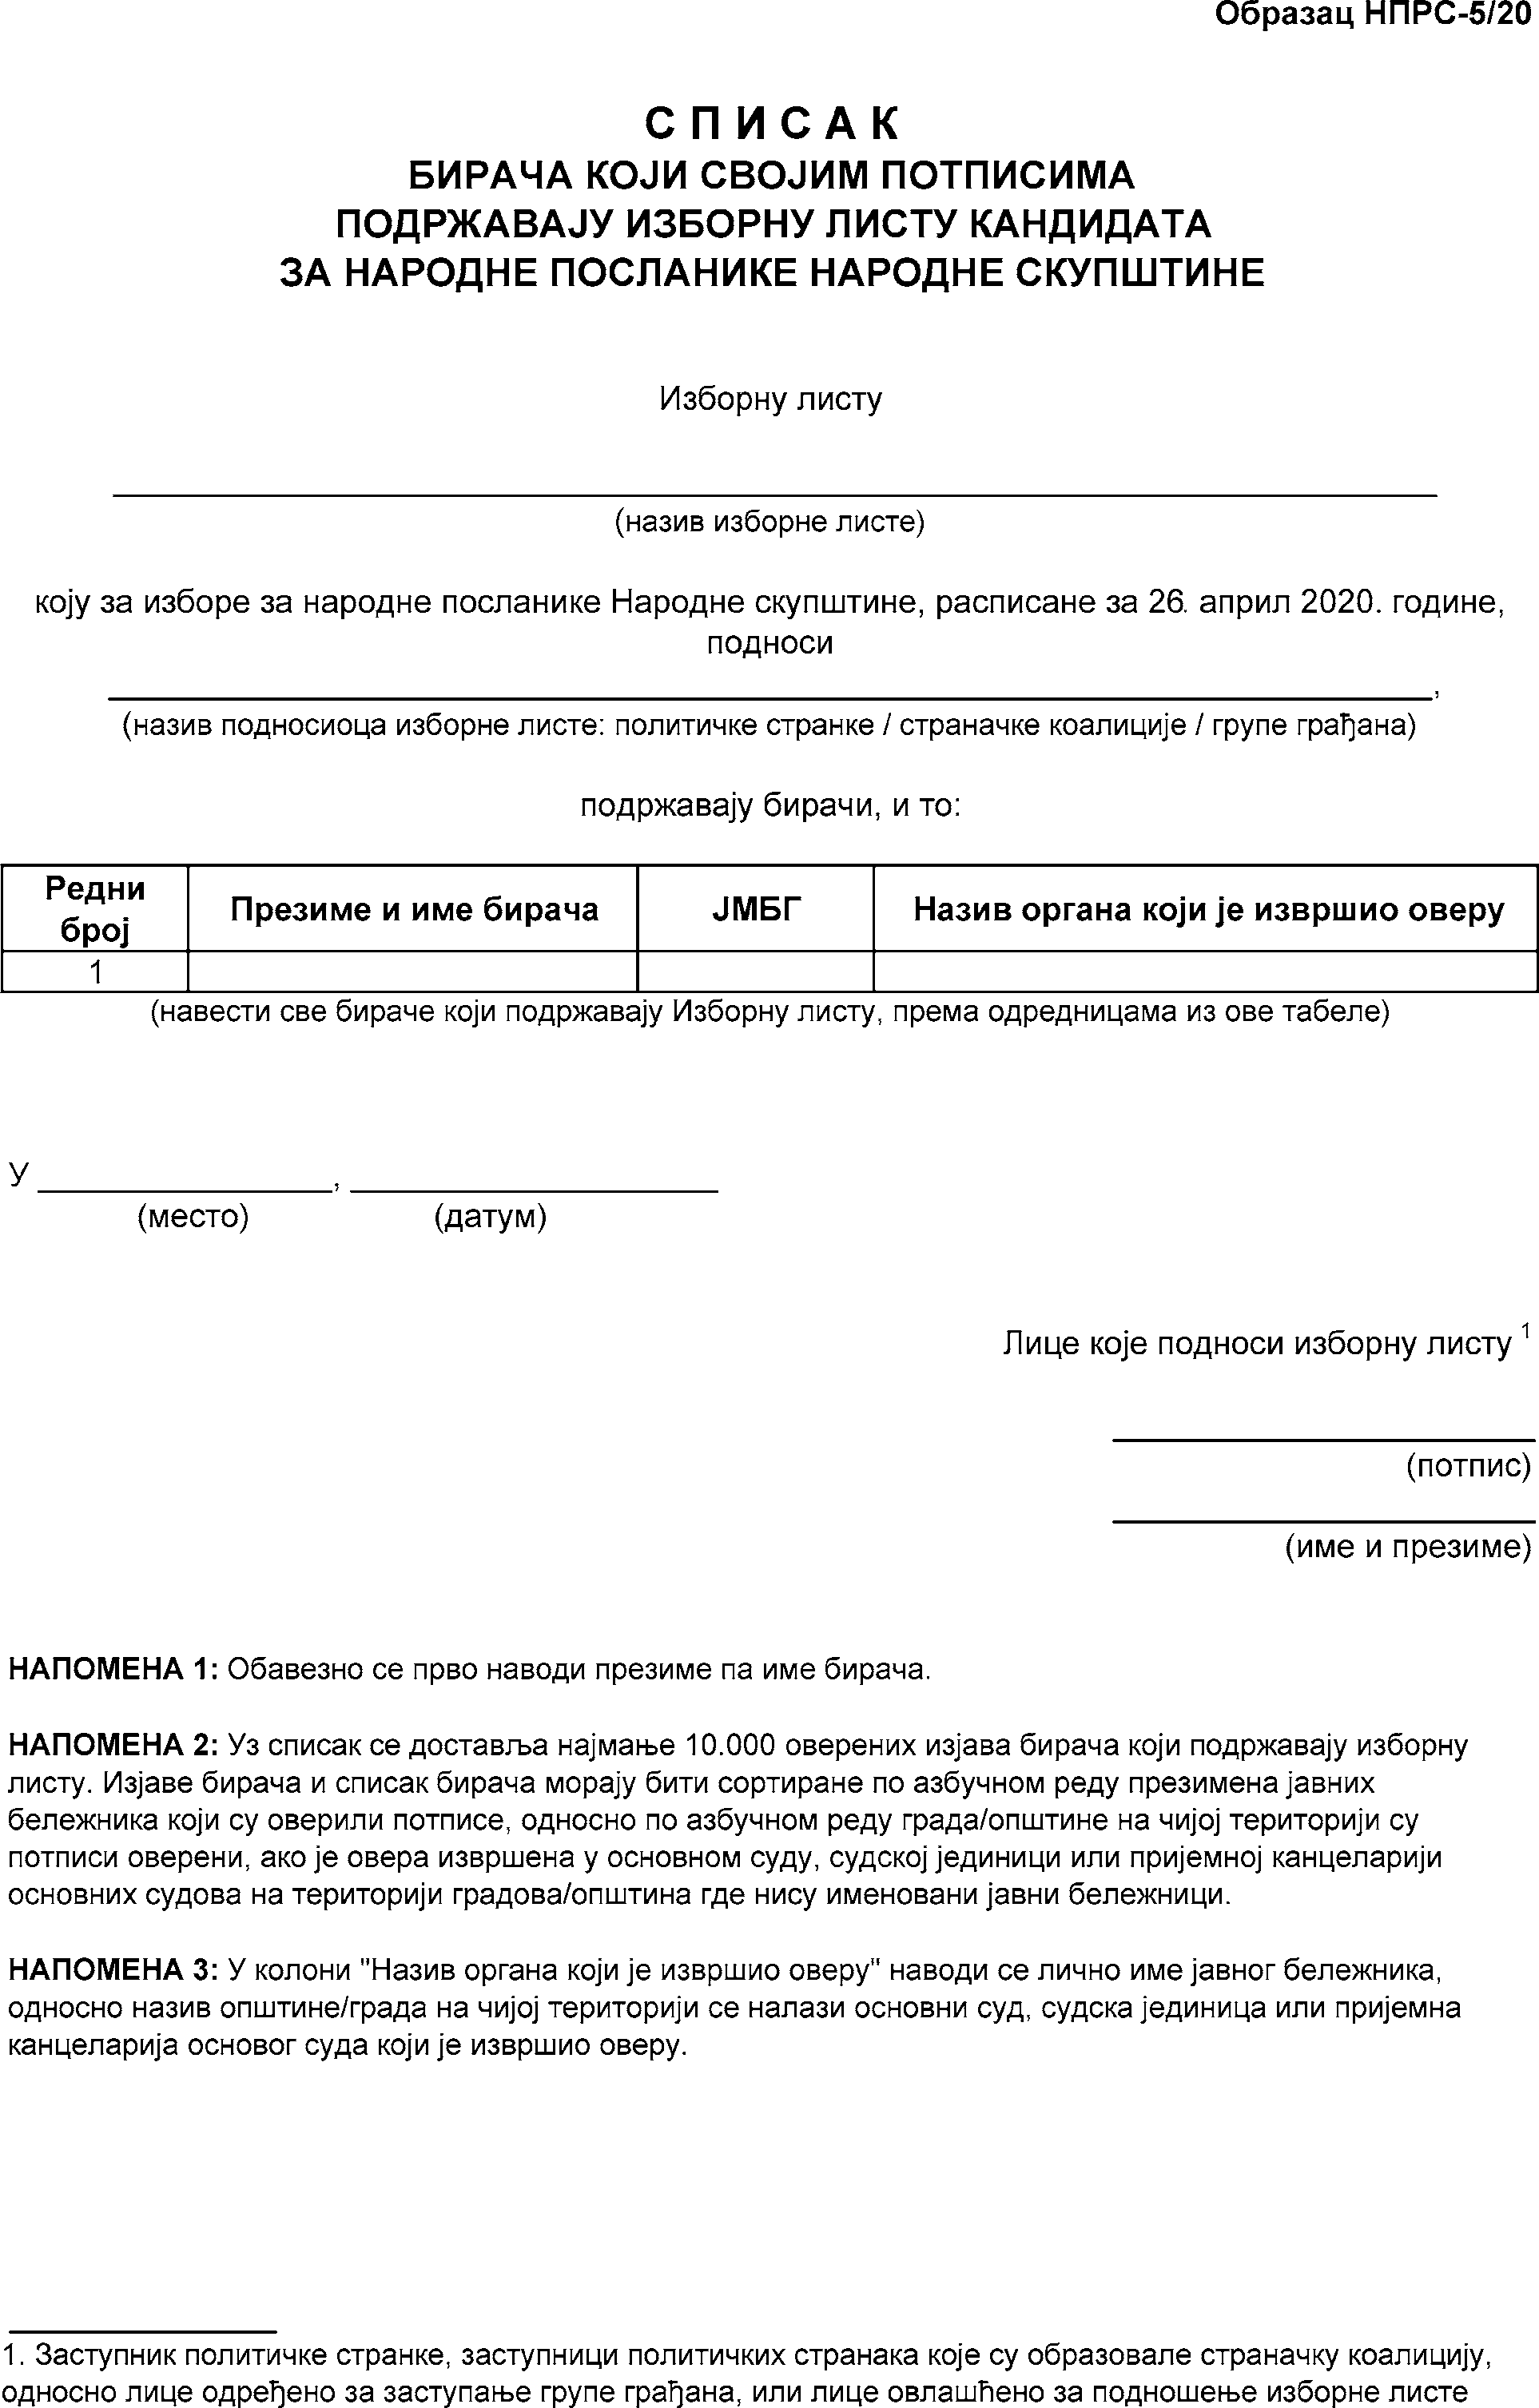 Образац НПРС-5/20
С П И С А К
БИРАЧА КОЈИ СВОЈИМ ПОТПИСИМА
ПОДРЖАВАЈУ ИЗБОРНУ ЛИСТУ КАНДИДАТА
ЗА НАРОДНЕ ПОСЛАНИКЕ НАРОДНЕ СКУПШТИНЕ
Изборну листу
(назив изборне листе)
коју за изборе за народне посланике Народне скупштине, расписане за 26. април 2020. године,
подноси
,
(назив подносиоца изборне листе: политичке странке / страначке коалиције / групе грађана)
подржавају бирачи, и то:
Редни број Презиме и име бирача ЈМБГ Назив органа који је извршио оверу
1
(навести све бираче који подржавају Изборну листу, према одредницама из ове табеле)
У ________________, ____________________
(место) (датум)
Лице које подноси изборну листу 1
(потпис)
(име и презиме)
НАПОМЕНА 1: Обавезно се прво наводи презиме па име бирача.
НАПОМЕНА 2: Уз списак се доставља најмање 10.000 оверених изјава бирача који подржавају изборну
листу. Изјаве бирача и списак бирача морају бити сортиране по азбучном реду презимена јавних
бележника који су оверили потписе, односно по азбучном реду града/општине на чијој територији су
потписи оверени, ако је овера извршена у основном суду, судској јединици или пријемној канцеларији
основних судова на територији градова/општина где нису именовани јавни бележници.
НАПОМЕНА 3: У колони "Назив органа који је извршио оверу" наводи се лично име јавног бележника,
односно назив општине/града на чијој територији се налази основни суд, судска јединица или пријемна
канцеларија основог суда који је извршио оверу.
1. Заступник политичке странке, заступници политичких странака које су образовале страначку коалицију,
односно лице одређено за заступање групе грађана, или лице овлашћено за подношење изборне листе